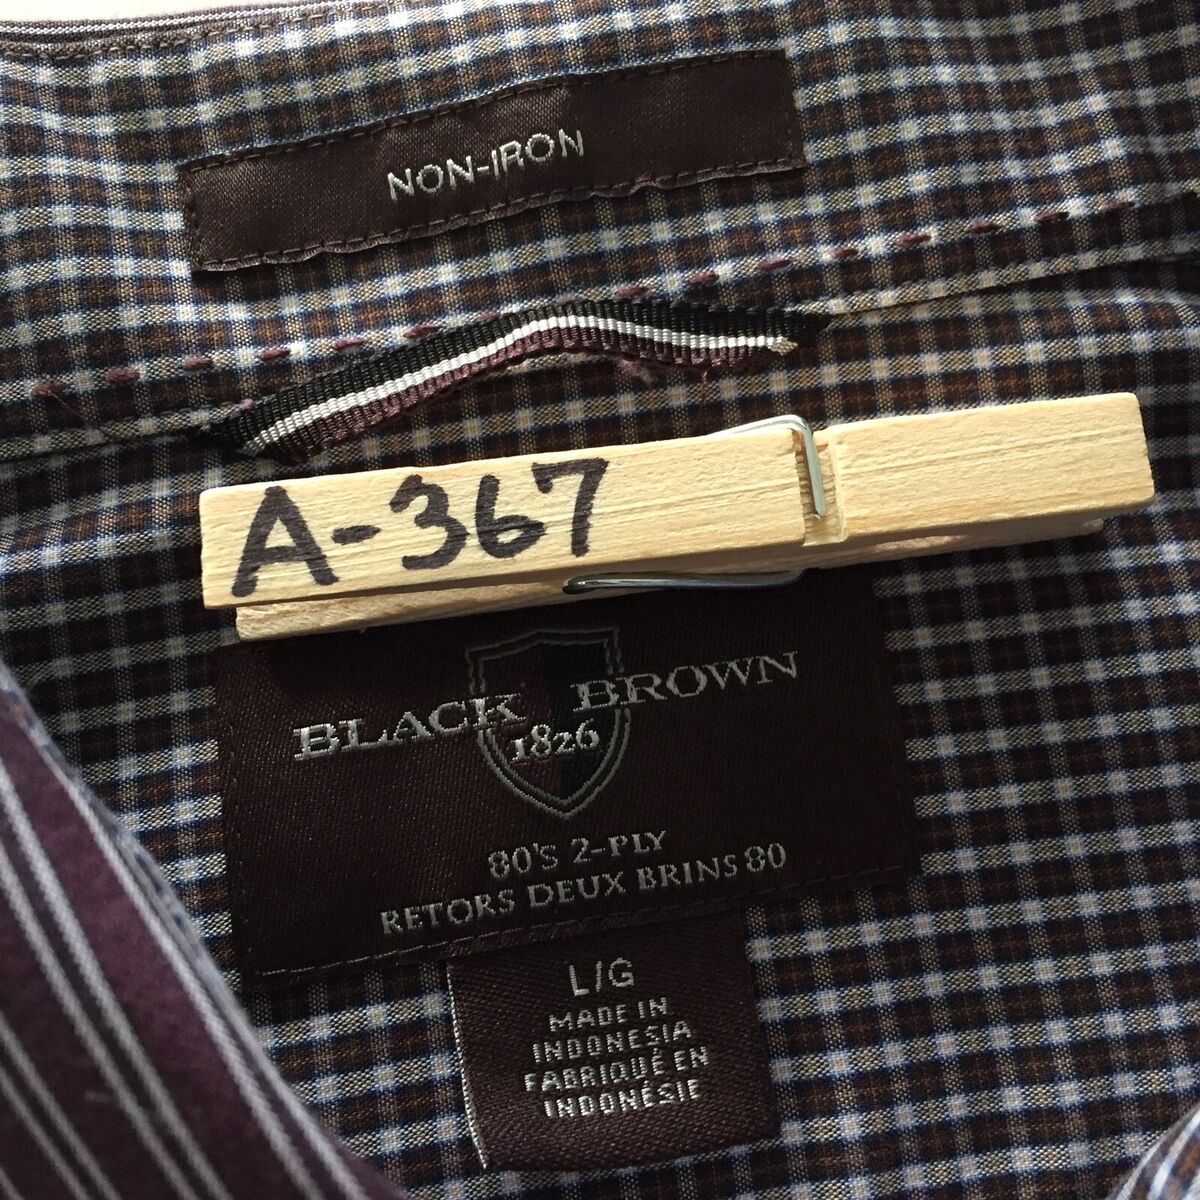 NON-IRON
A-367
BLACK BROWN
1826
80'S 2-PLY
RETORS DEUX BRINS 80
L/G
MADE IN
INDONESIA
FABRIQUÉ EN
INDONÉSIE